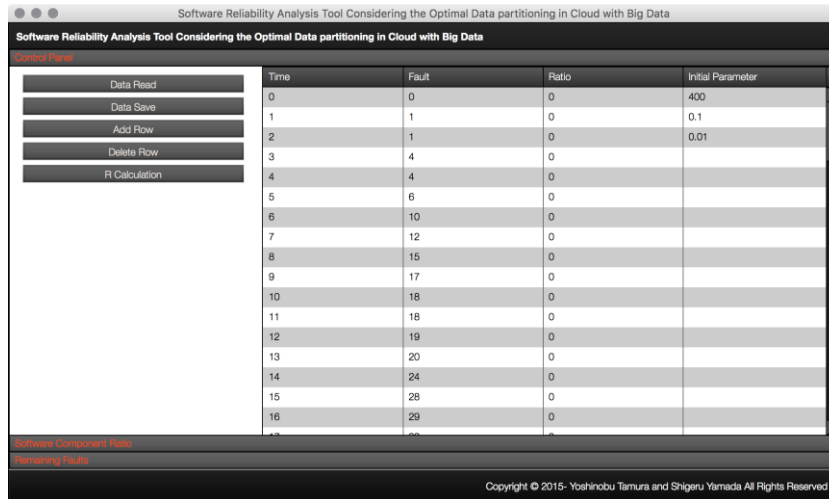 Software Reliability Analysis Tool Considering the Optimal Data partitioning in Cloud with Big Data
Software Reliability Analysis Tool Considering the Optimal Data partitioning in Cloud with Big Data
Control Panel
Data Read
Data Save
Add Row
Delete Row
R Calculation
Time Fault Ratio Initial Parameter
0 0 0 400
1 1 0 0.1
2 1 0 0.01
3 4 0
4 4 0
5 6 0
6 10 0
7 12 0
8 15 0
9 17 0
10 18 0
11 18 0
12 19 0
13 20 0
14 24 0
15 28 0
16 29 0
Software Component Ratio
Remaining Faults
Copyright © 2015- Yoshinobu Tamura and Shigeru Yamada All Rights Reserved